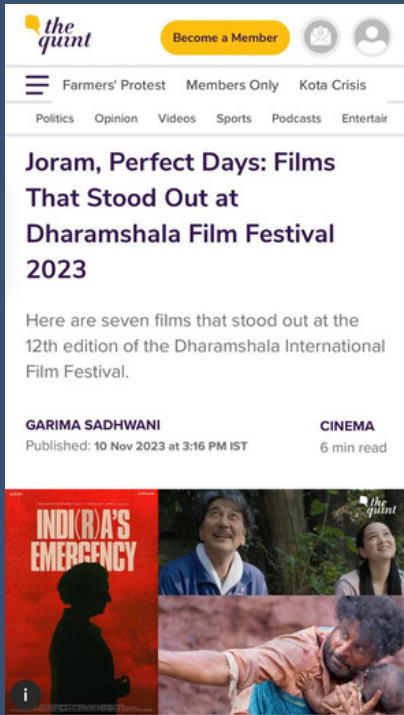 the
quint
Become a Member
Farmers' Protest Members Only Kota Crisis
Politics Opinion Videos Sports Podcasts Entertain
Joram, Perfect Days: Films
That Stood Out at
Dharamshala Film Festival
2023
Here are seven films that stood out at the
12th edition of the Dharamshala International
Film Festival.
GARIMA SADHWANI
CINEMA
Published: 10 Nov 2023 at 3:16 PM IST
6 min read
INDI(R)A'S
EMERGENCY
the
quint
i